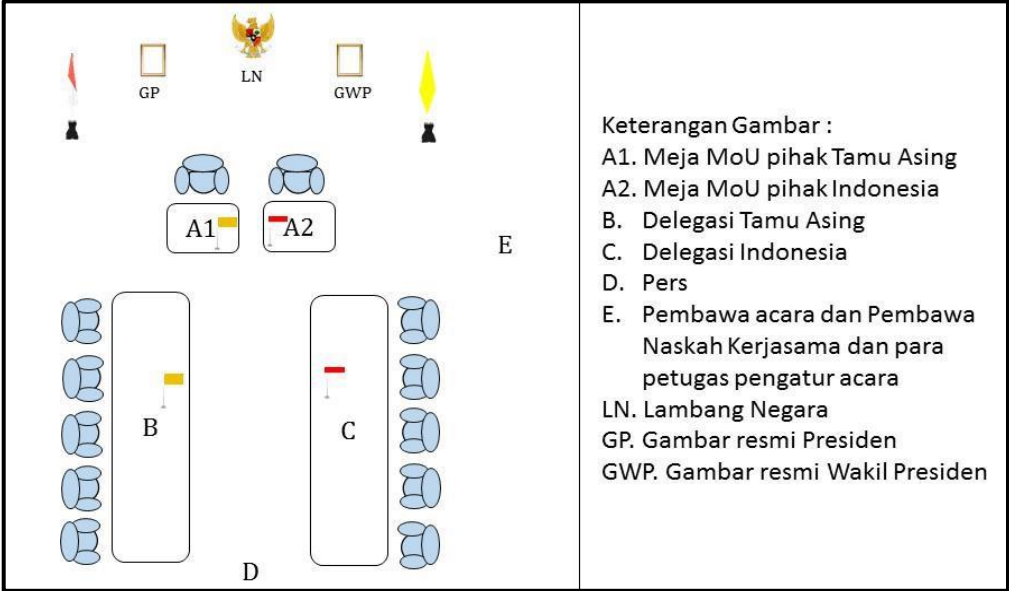 LN
GP
GWP
A1
A2
E
B
C
D
Keterangan Gambar :
A1. Meja MoU pihak Tamu Asing
A2. Meja MoU pihak Indonesia
B. Delegasi Tamu Asing
C. Delegasi Indonesia
D. Pers
E. Pembawa acara dan Pembawa
Naskah Kerjasama dan para
petugas pengatur acara
LN. Lambang Negara
GP. Gambar resmi Presiden
GWP. Gambar resmi Wakil Presiden